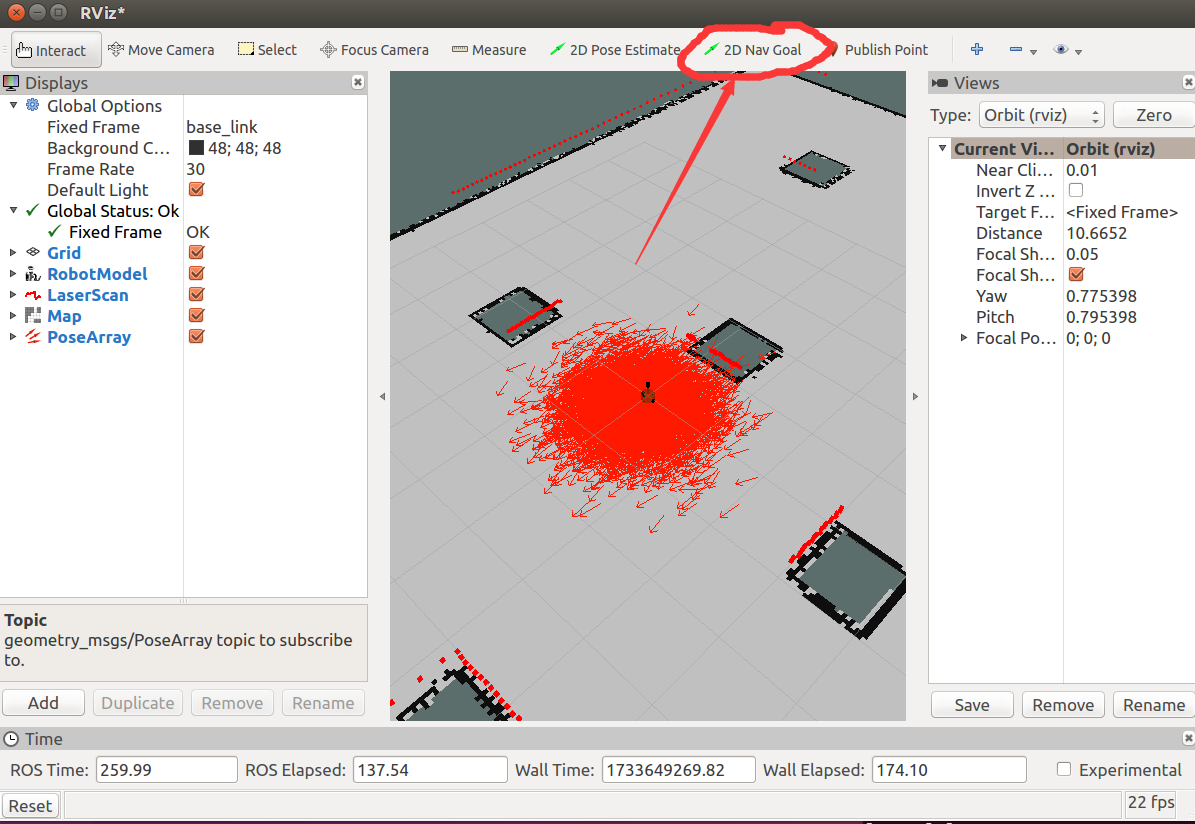 RViz*
Interact Move Camera Select Focus Camera Measure 2D Pose Estimate 2D Nav Goal Publish Point
Displays
Global Options
Fixed Frame base_link
Background C... 48; 48; 48
Frame Rate 30
Default Light
Global Status: Ok
Fixed Frame OK
Grid
RobotModel
LaserScan
Map
PoseArray
Topic
geometry_msgs/PoseArray topic to subscribe
to.
Add Duplicate Remove Rename
Views
Type: Orbit (rviz) Zero
Current Vi... Orbit (rviz)
Near Cli... 0.01
Invert Z ...
Target F... <Fixed Frame>
Distance 10.6652
Focal Sh... 0.05
Focal Sh...
Yaw 0.775398
Pitch 0.795398
Focal Po... 0; 0; 0
Save Remove Rename
Time
ROS Time: 259.99 ROS Elapsed: 137.54 Wall Time: 1733649269.82 Wall Elapsed: 174.10 Experimental
Reset 22 fps